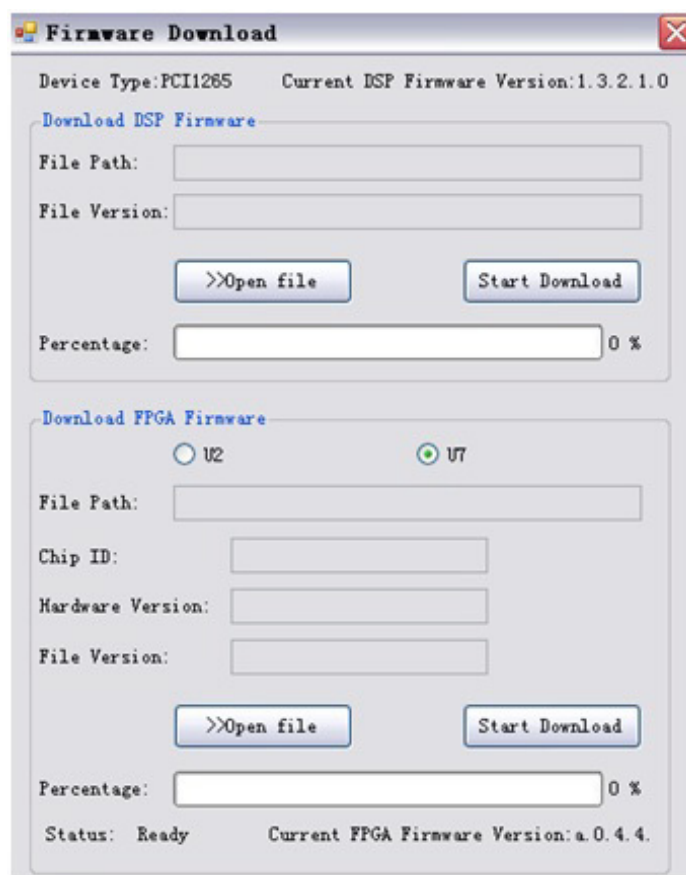 Firmware Download
Device Type:PCI1265 Current DSP Firmware Version:1.3.2.1.0
Download DSP Firmware
File Path:
File Version:
>>Open file Start Download
Percentage: 0 %
Download FPGA Firmware
U2 U7
File Path:
Chip ID:
Hardware Version:
File Version:
>>Open file Start Download
Percentage: 0 %
Status: Ready Current FPGA Firmware Version:a.0.4.4.